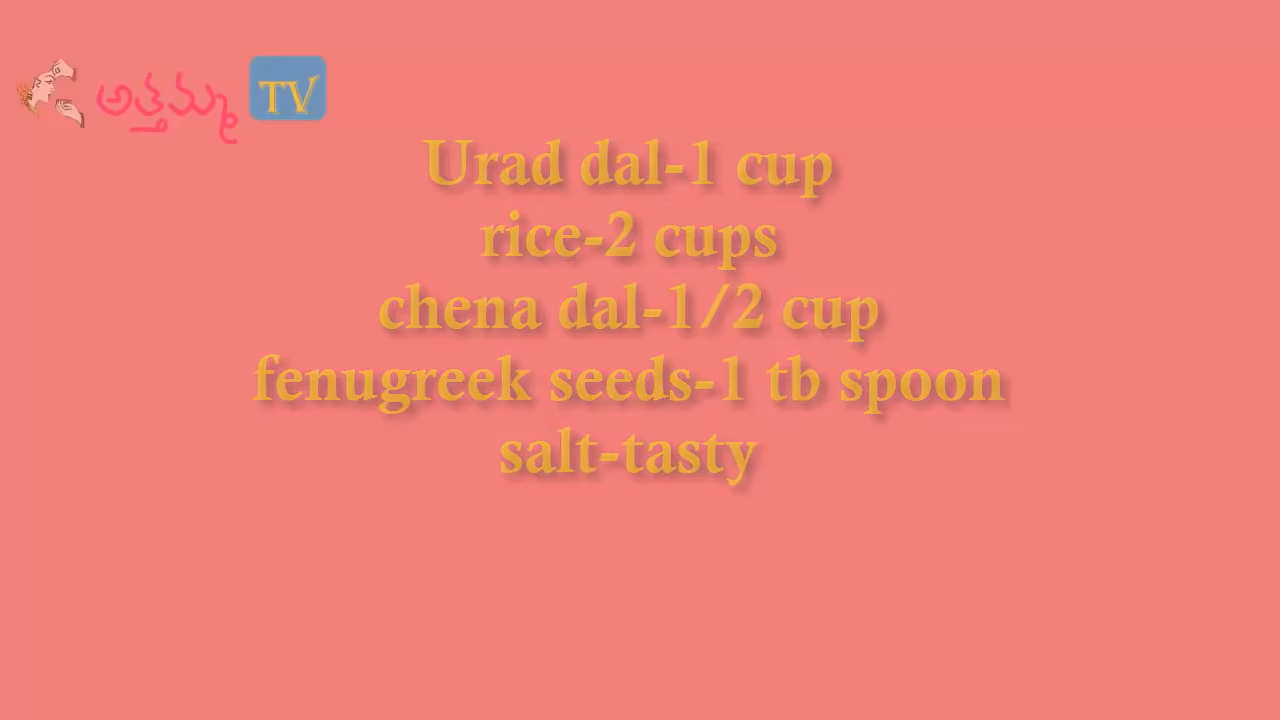 అత్తమ్మ TV
Urad dal-1 cup
rice-2 cups
chena dal-1/2 cup
fenugreek seeds-1 tb spoon
salt-tasty